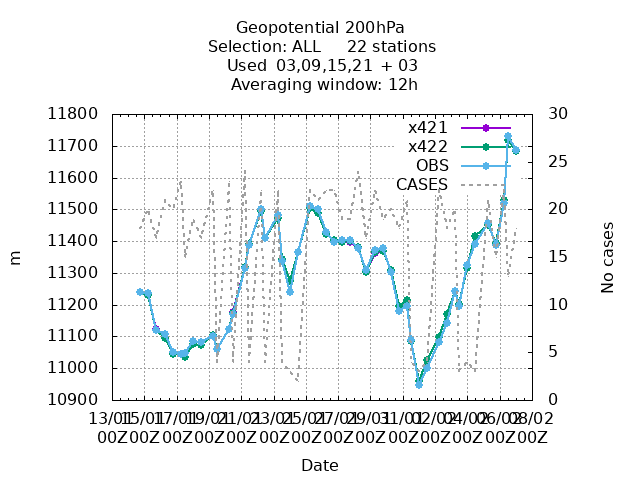 Geopotential 200hPa
Selection: ALL 22 stations
Used 03,09,15,21 + 03
Averaging window: 12h
11800
11700
11600
11500
11400
11300
11200
11100
11000
10900
m
x421
x422
OBS
CASES
30
25
20
15
10
5
0
No cases
13/01 15/01 17/01 19/01 21/01 23/01 25/01 27/01 29/01 31/01 02/02 04/02 06/02 08/02
00Z 00Z 00Z 00Z 00Z 00Z 00Z 00Z 00Z 00Z 00Z 00Z 00Z 00Z
Date